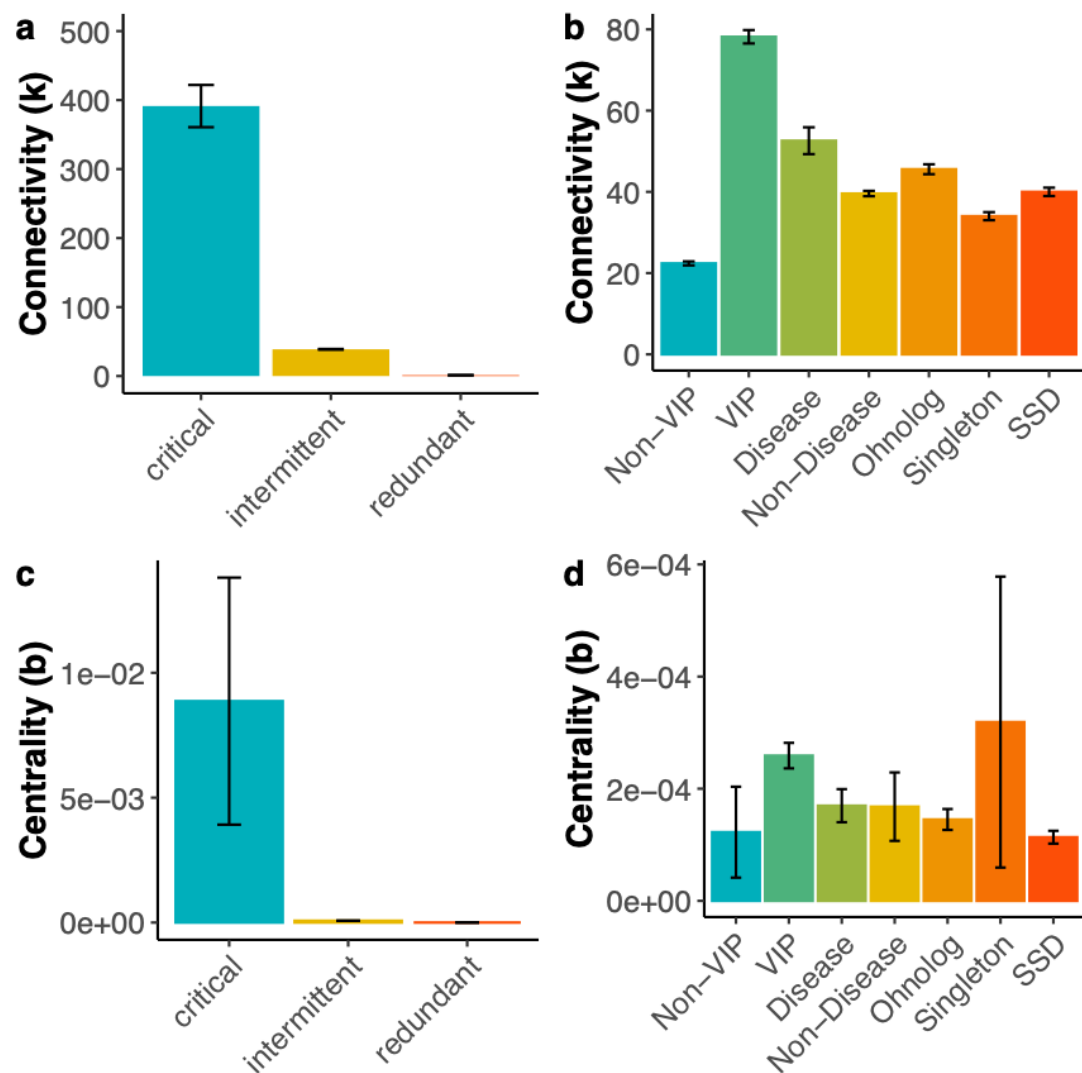 a
Connectivity (k)
500
400
300
200
100
0
critical
intermittent
redundant
b
Connectivity (k)
80
60
40
20
0
Non−VIP
VIP
Disease
Non−Disease
Ohnolog
Singleton
SSD
c
Centrality (b)
1e−02
5e−03
0e+00
critical
intermittent
redundant
d
Centrality (b)
6e−04
4e−04
2e−04
0e+00
Non−VIP
VIP
Disease
Non−Disease
Ohnolog
Singleton
SSD